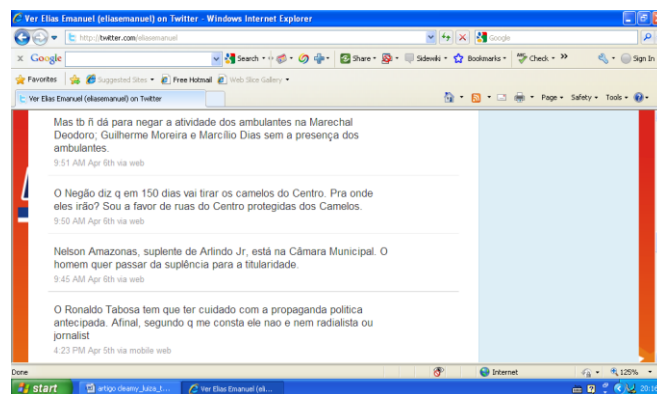 Ver Elias Emanuel (eliasemanuel) on Twitter - Windows Internet Explorer
http://twitter.com/eliasemanuel
Google
x Google Search Share Sidewiki Bookmarks Check Sign In
Favorites Suggested Sites Free Hotmail Web Slice Gallery
Ver Elias Emanuel (eliasemanuel) on Twitter Page Safety Tools
Mas tb ñ dá para negar a atividade dos ambulantes na Marechal
Deodoro; Guilherme Moreira e Marcílio Dias sem a presença dos
ambulantes.
9:51 AM Apr 6th via web
O Negão diz q em 150 dias vai tirar os camelos do Centro. Pra onde
eles irão? Sou a favor de ruas do Centro protegidas dos Camelos.
9:50 AM Apr 6th via web
Nelson Amazonas, suplente de Arlindo Jr, está na Câmara Municipal. O
homem quer passar da suplência para a titularidade.
9:45 AM Apr 6th via web
O Ronaldo Tabosa tem que ter cuidado com a propaganda politica
antecipada. Afinal, segundo q me consta ele nao e nem radialista ou
jornalist
4:23 PM Apr 5th via mobile web
Done Internet 125%
start artigo deamy_luiza_t... Ver Elias Emanuel (eli... 20:16